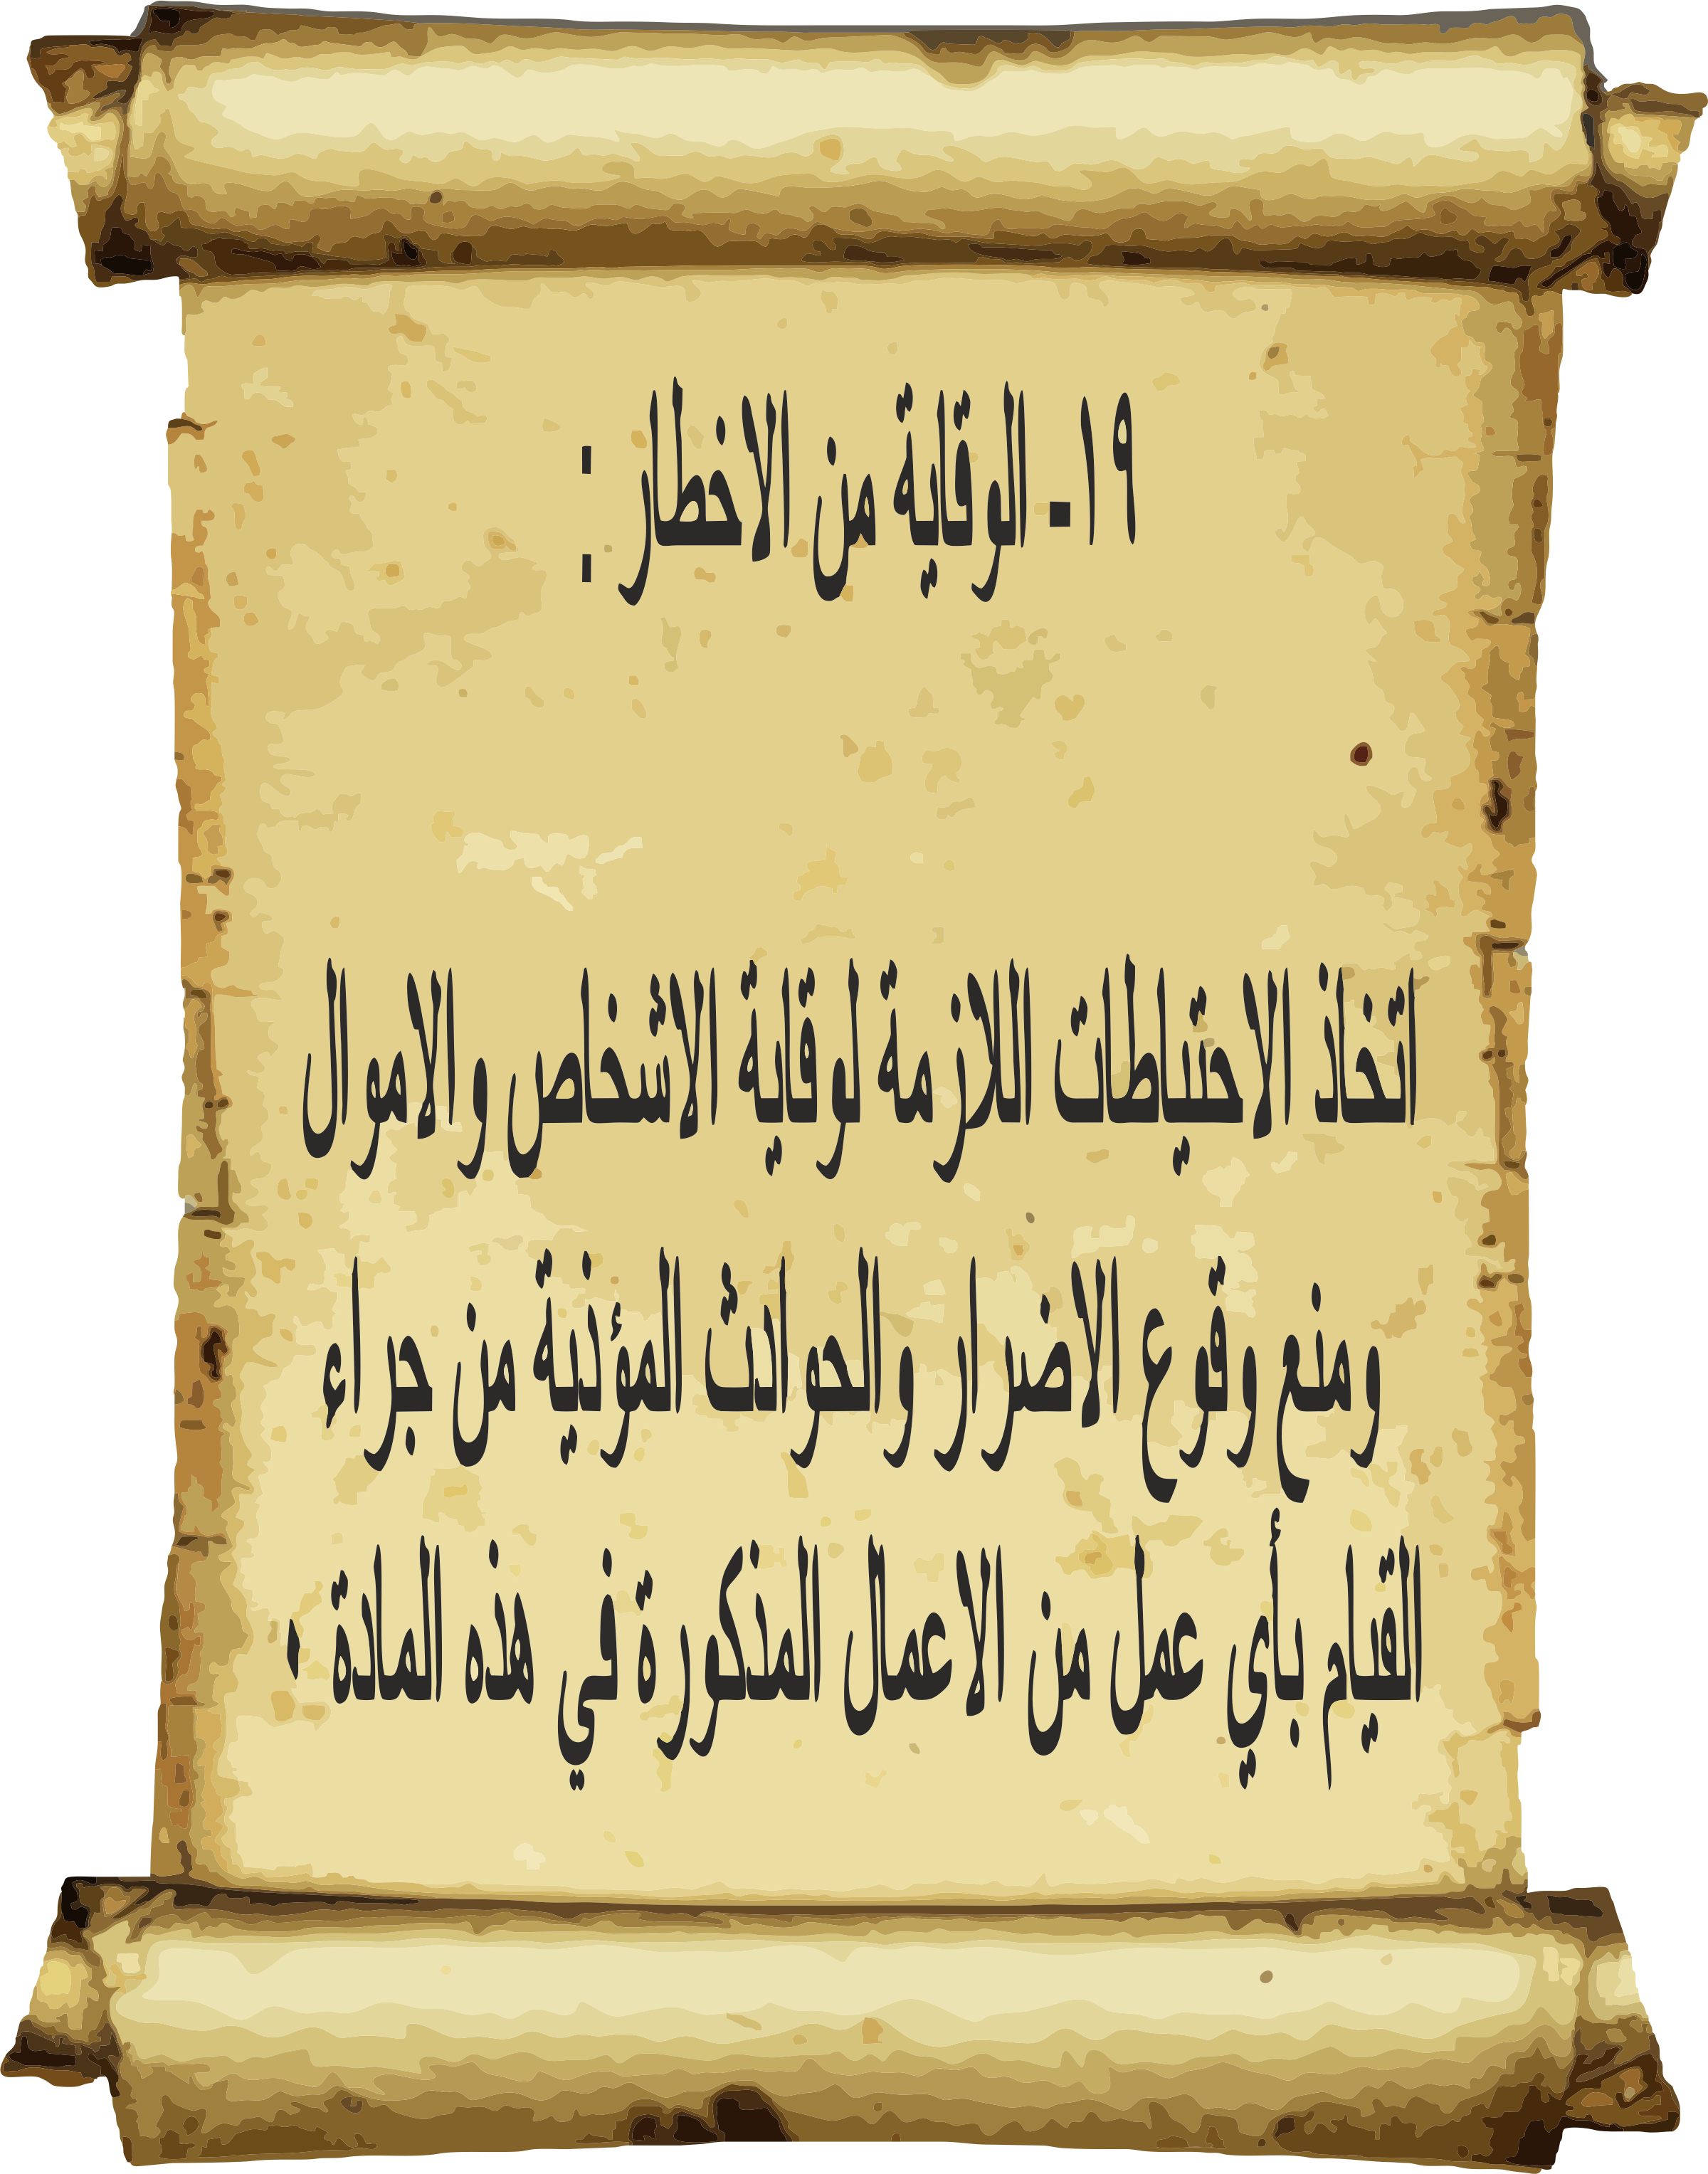 ١٩- الوقاية من الاخطار :
اتخاذ الاحتياطات اللازمة لوقاية الاشخاص والاموال
ومنع وقوع الاضرار والحوادث المؤذية من جراء
القيام بأي عمل من الاعمال المذكورة في هذه المادة .